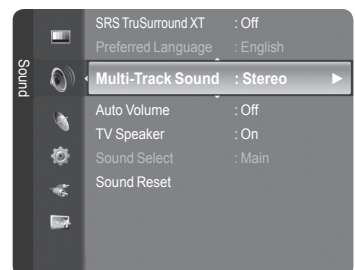 Sound
SRS TruSurround XT : Off
Preferred Language : English
Multi-Track Sound : Stereo
Auto Volume : Off
TV Speaker : On
Sound Select : Main
Sound Reset